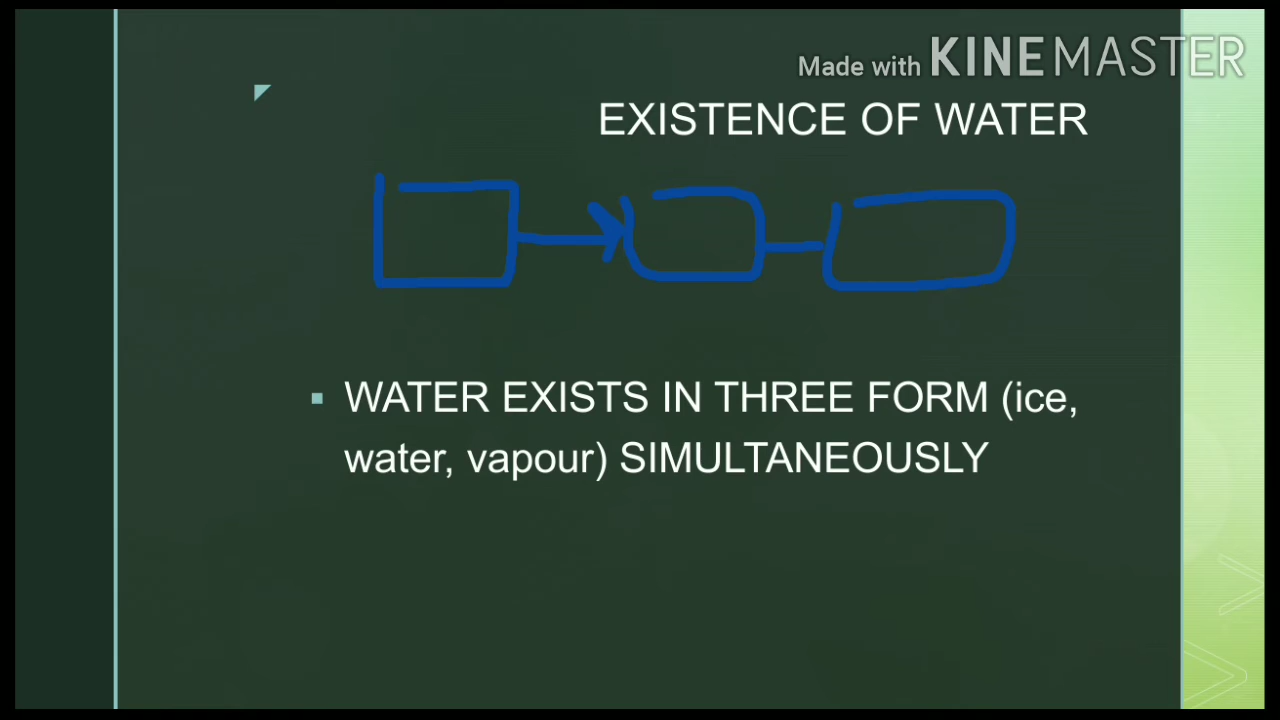 Made with KINEMASTER
EXISTENCE OF WATER
WATER EXISTS IN THREE FORM (ice,
water, vapour) SIMULTANEOUSLY